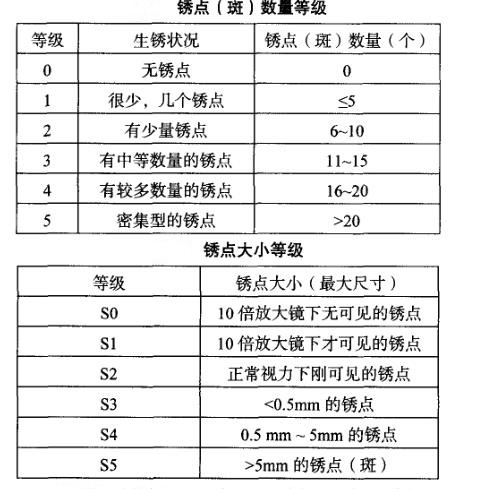 锈点（斑）数量等级
等级 生锈状况 锈点（斑）数量（个）
0 无锈点 0
1 很少，几个锈点 ≤5
2 有少量锈点 6~10
3 有中等数量的锈点 11~15
4 有较多数量的锈点 16~20
5 密集型的锈点 >20
锈点大小等级
等级 锈点大小（最大尺寸）
S0 10倍放大镜下无可见的锈点
S1 10倍放大镜下才可见的锈点
S2 正常视力下刚可见的锈点
S3 <0.5mm 的锈点
S4 0.5 mm ~ 5mm 的锈点
S5 >5mm 的锈点（斑）